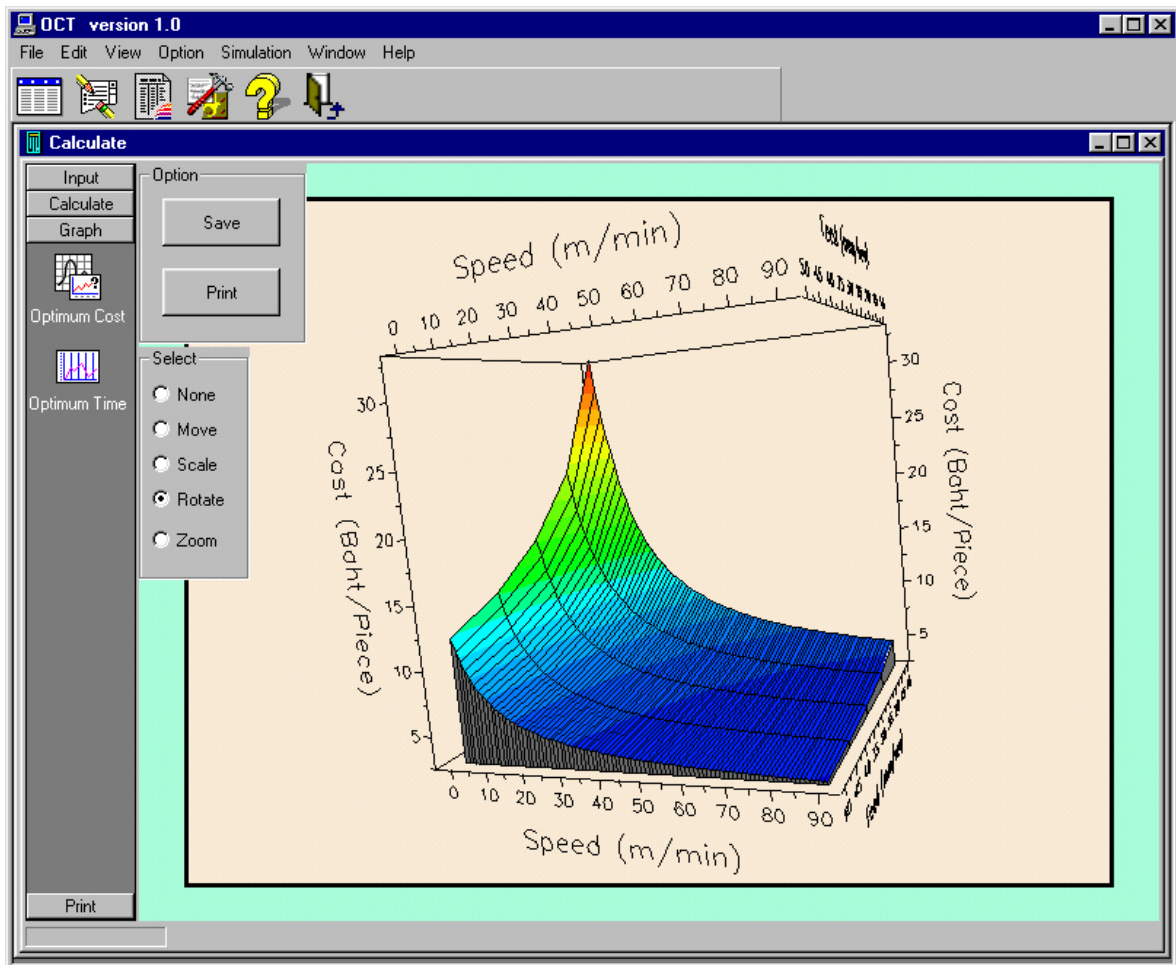 OCT version 1.0
File Edit View Option Simulation Window Help
Calculate
Input
Calculate
Graph
Optimum Cost
Optimum Time
Print
Option
Save
Print
Select
None
Move
Scale
Rotate
Zoom
Speed (m/min)
0 10 20 30 40 50 60 70 80 90
30
25
20
15
10
5
Cost (Baht/Piece)
30
25
20
15
10
5
Cost (Baht/Piece)
0 10 20 30 40 50 60 70 80 90
Speed (m/min)